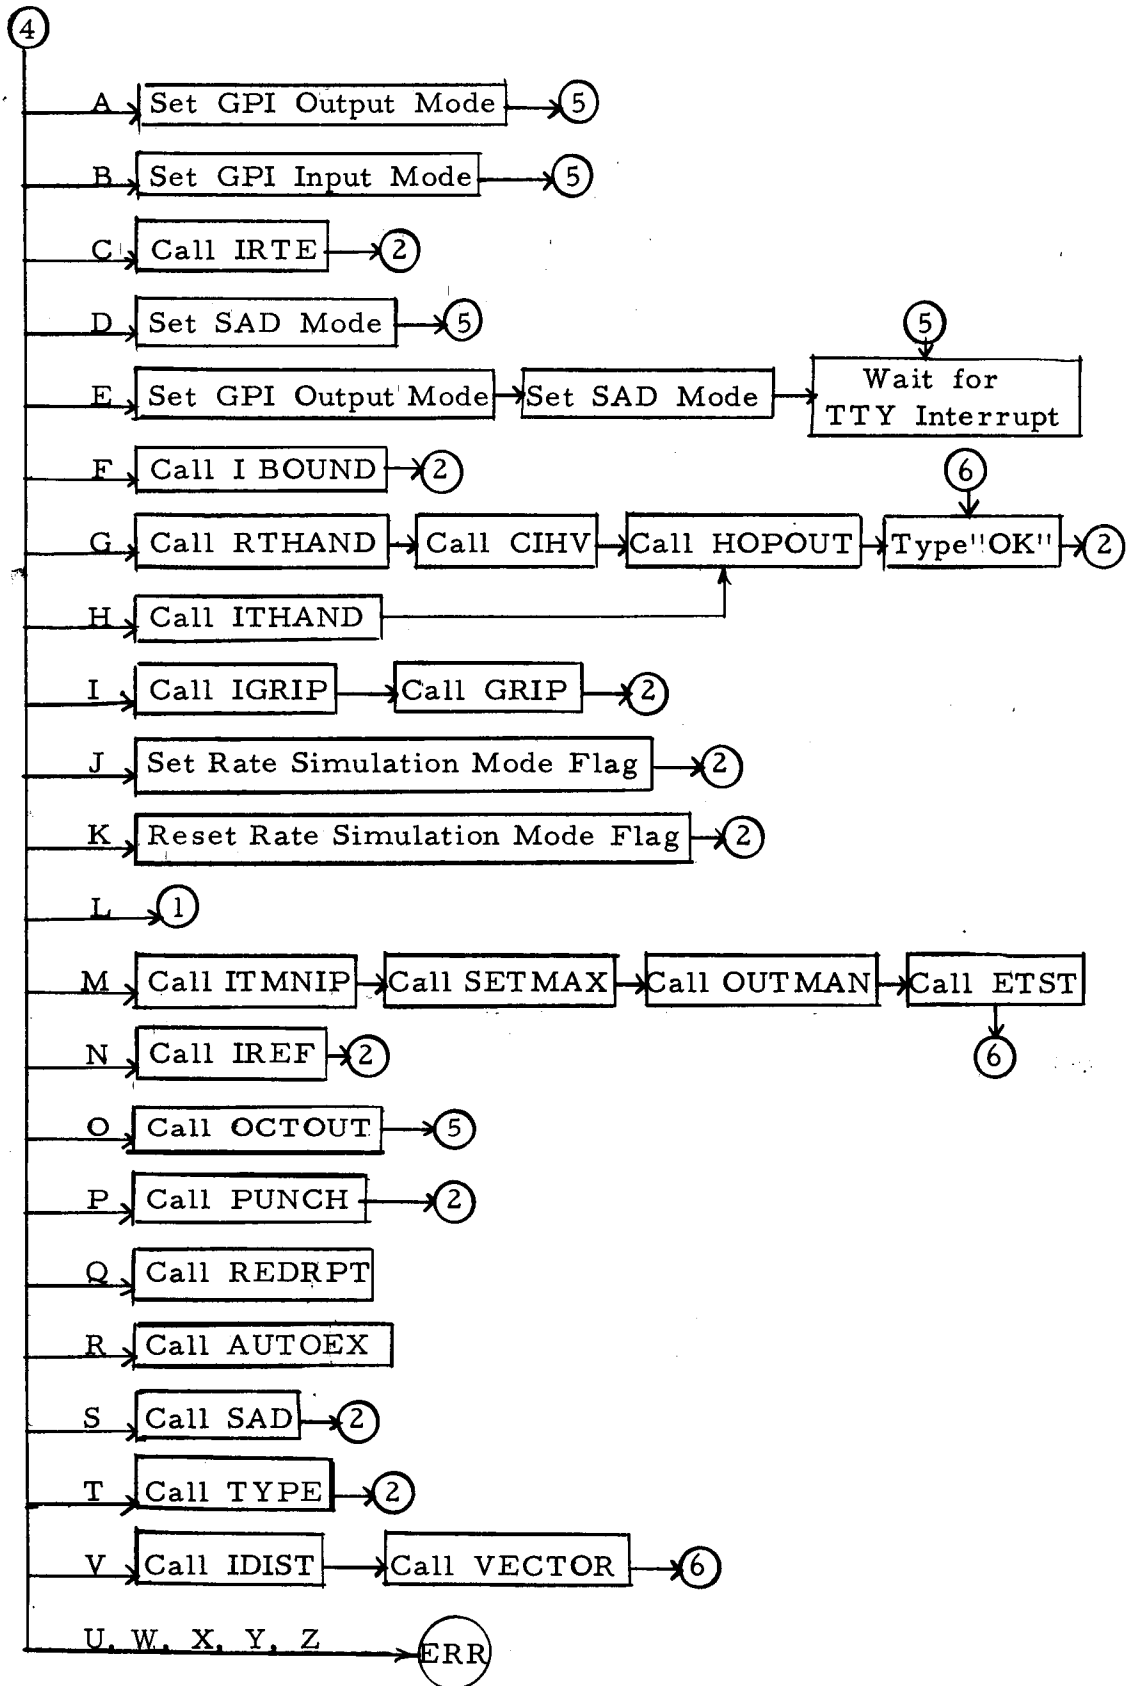 4
A Set GPI Output Mode 5
B Set GPI Input Mode 5
C Call IRTE 2
D Set SAD Mode 5
5
E Set GPI Output Mode Set SAD Mode Wait for
TTY Interrupt
F Call I BOUND 2
6
G Call RTHAND Call CIHV Call HOPOUT Type "OK" 2
H Call ITHAND
I Call IGRIP Call GRIP 2
J Set Rate Simulation Mode Flag 2
K Reset Rate Simulation Mode Flag 2
L 1
M Call ITMNIP Call SETMAX Call OUTMAN Call ETST
6
N Call IREF 2
O Call OCTOUT 5
P Call PUNCH 2
Q Call REDRPT
R Call AUTOEX
S Call SAD 2
T Call TYPE 2
V Call IDIST Call VECTOR 6
U, W, X, Y, Z ERR